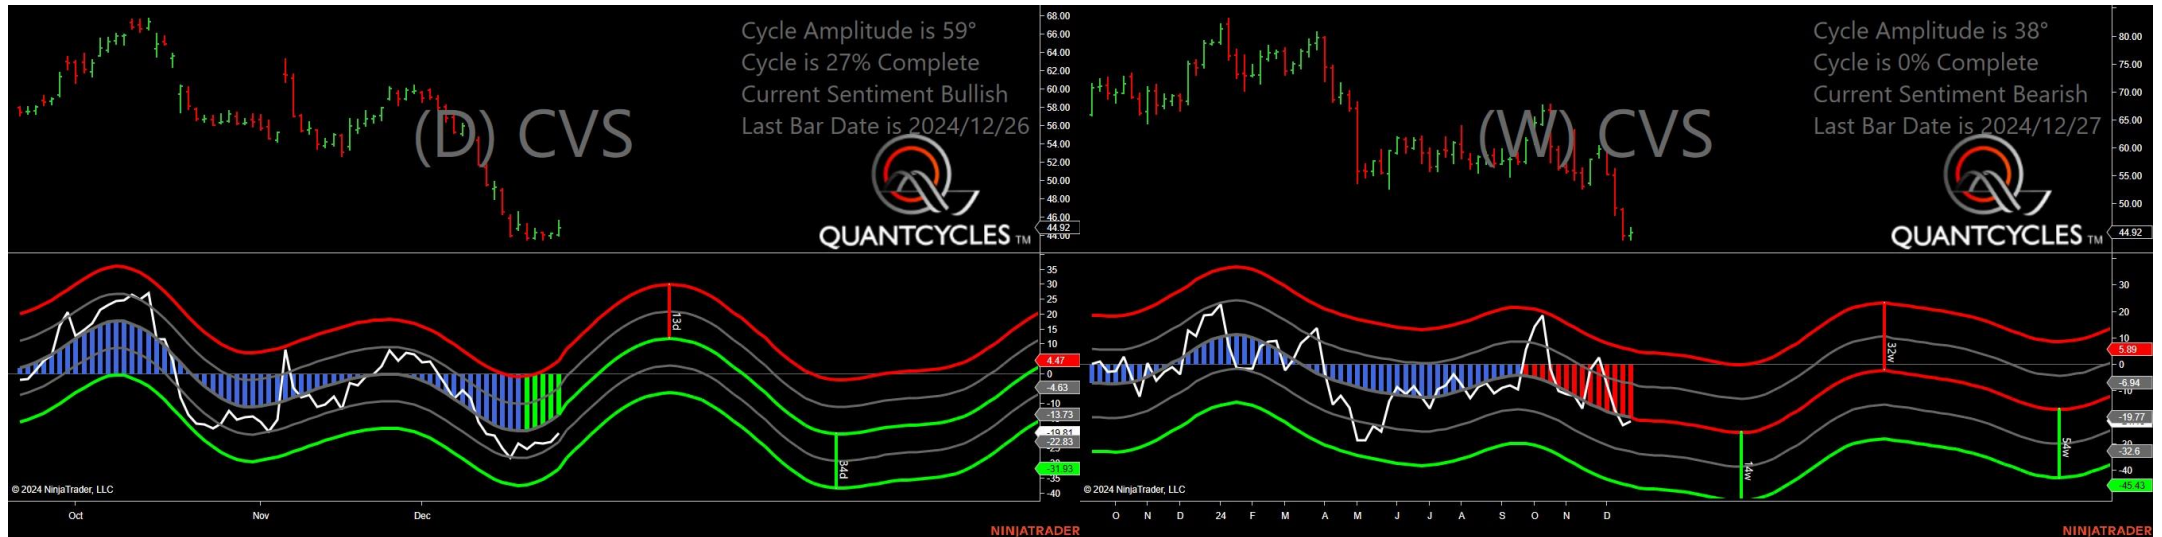 Cycle Amplitude is 59°
Cycle is 27% Complete
Current Sentiment Bullish
Last Bar Date is 2024/12/26
(D) CVS
QUANTCYCLES TM
68.00
66.00
64.00
62.00
60.00
58.00
56.00
54.00
52.00
50.00
48.00
46.00
44.92
44.00
35
30
25
20
15
10
4.47
0
-4.63
-10
-13.73
-19.81
-22.83
-31.93
-35
-40
13d
34d
© 2024 NinjaTrader, LLC
Oct Nov Dec
NINJATRADER
Cycle Amplitude is 38°
Cycle is 0% Complete
Current Sentiment Bearish
Last Bar Date is 2024/12/27
(W) CVS
QUANTCYCLES TM
80.00
75.00
70.00
65.00
60.00
55.00
50.00
44.92
30
20
10
5.89
0
-6.94
-19.77
-32.6
-40
-45.43
32w
14w
54w
© 2024 NinjaTrader, LLC
O N D 24 F M A M J J A S O N D
NINJATRADER